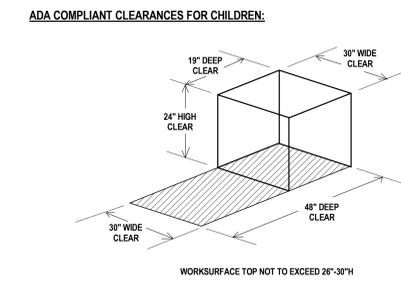 ADA COMPLIANT CLEARANCES FOR CHILDREN:
19" DEEP
CLEAR
30" WIDE
CLEAR
24" HIGH
CLEAR
48" DEEP
CLEAR
30" WIDE
CLEAR
WORKSURFACE TOP NOT TO EXCEED 26"-30"H